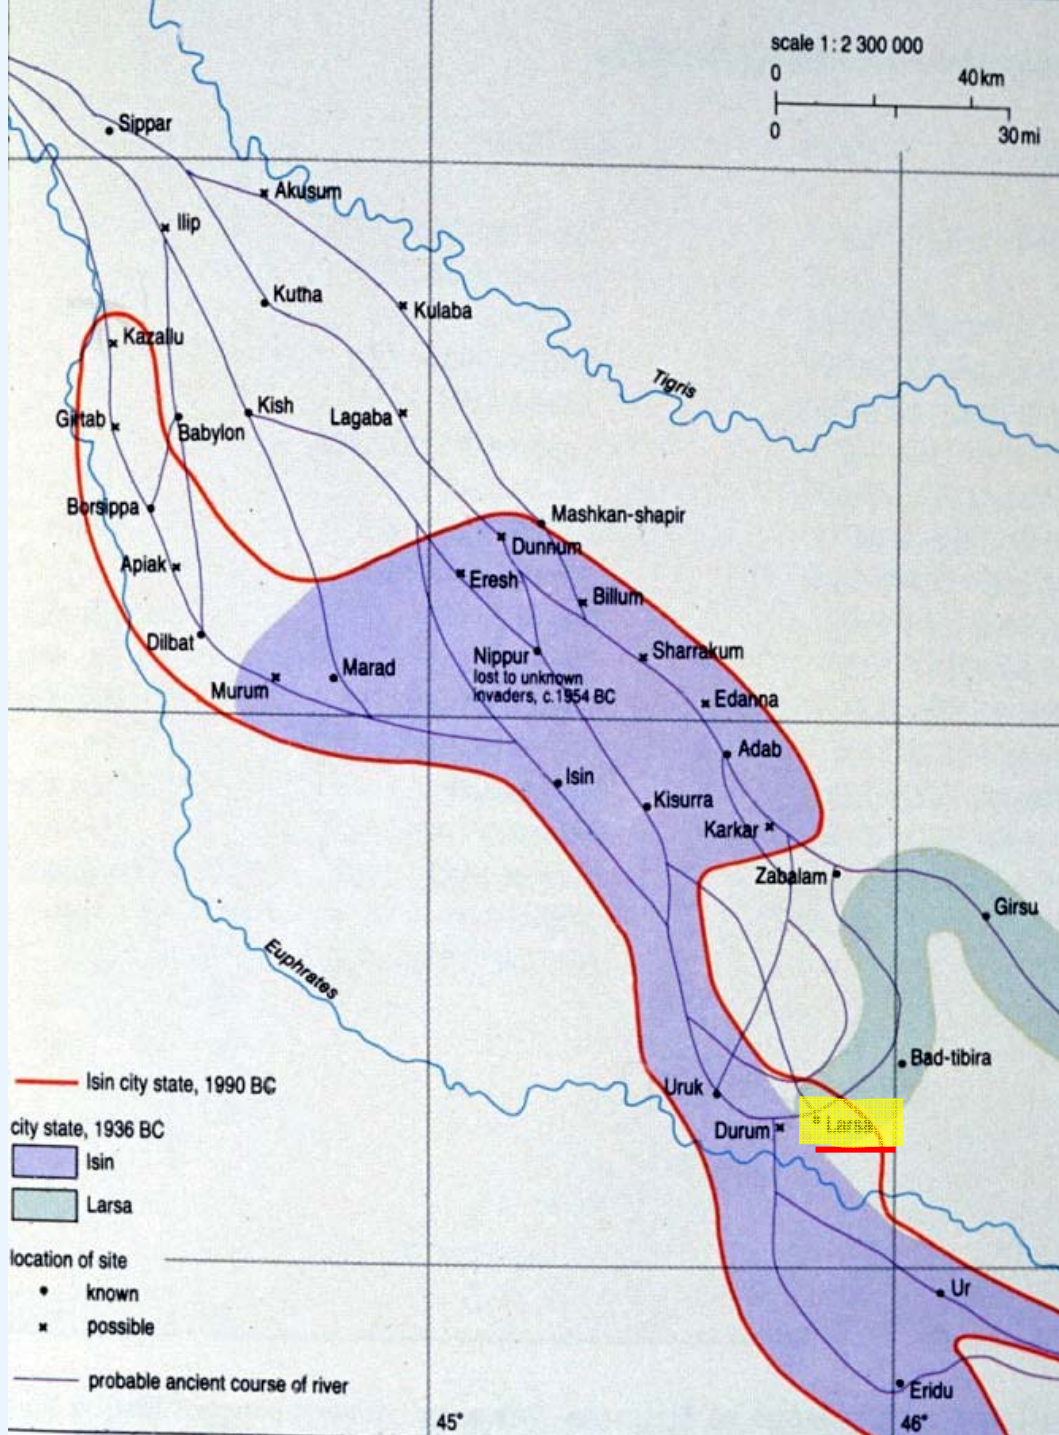 scale 1 : 2 300 000
0 40 km
0 30 mi
Sippar
Akusum
Ilip
Kutha
Kulaba
Kazallu
Tigris
Kish
Lagaba
Girtab
Babylon
Borsippa
Mashkan-shapir
Dunnum
Apiak
Eresh
Billum
Dilbat
Nippur
lost to unknown
invaders, c.1954 BC
Sharrakum
Marad
Murum
Edanna
Adab
Isin
Kisurra
Karkar
Zabalam
Girsu
Euphrates
Bad-tibira
Isin city state, 1990 BC
Uruk
Larsa
Durum
city state, 1936 BC
Isin
Larsa
location of site
known
possible
Ur
probable ancient course of river
Eridu
45°
46°